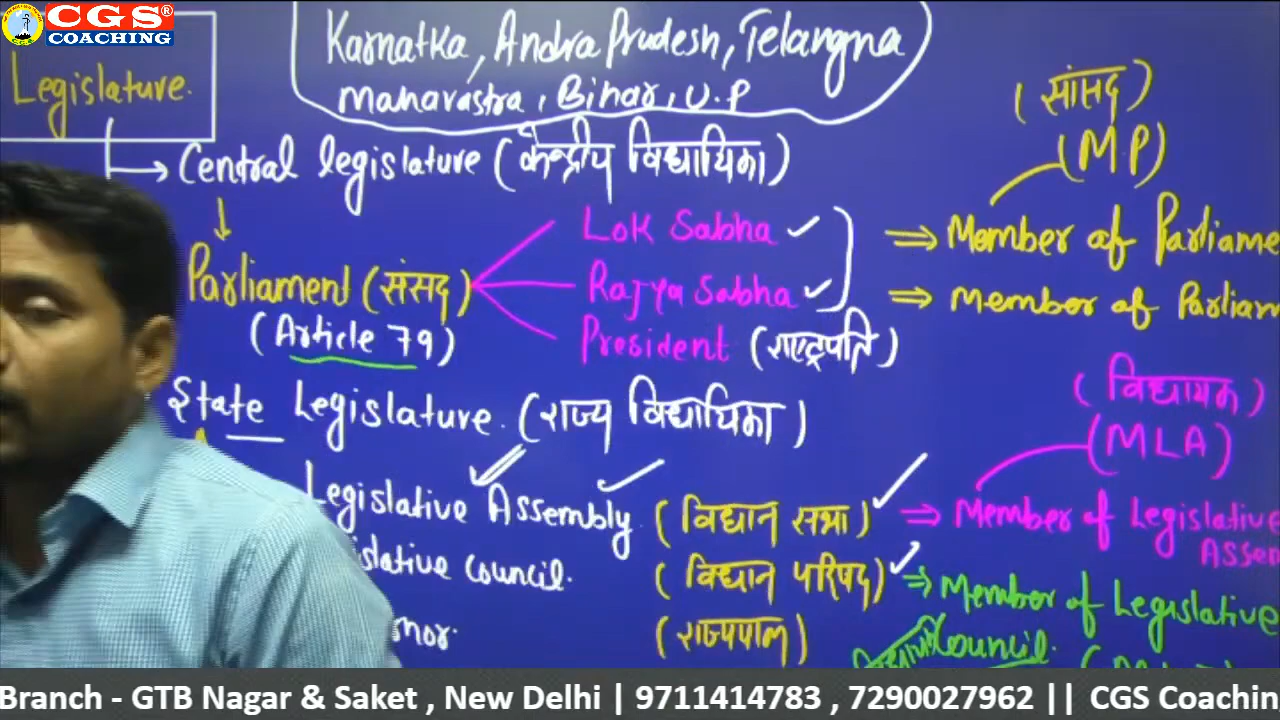 CGS®
COACHING
Legislature.
Karnatka, Andra Prudesh, Telangna
Maharastra, Bihar, U.P
Central legislature (केन्द्रीय विद्यायिका)
(सांसद)
(MP)
Parliament (संसद)
(Article 79)
Lok Sabha
Rajya Sabha
President (राष्ट्रपति)
⇒ Member of Parliame
⇒ Member of Parliam
State Legislature. (राज्य विद्यायिका)
(विद्यायक)
(MLA)
Legislative Assembly (विद्यान सभा) ⇒ Member of Legislative
Assem
islative Council. (विद्यान परिषद) ⇒ Member of Legislative
Council.
rnor. (राज्यपाल)
Branch - GTB Nagar & Saket , New Delhi | 9711414783 , 7290027962 || CGS Coachin